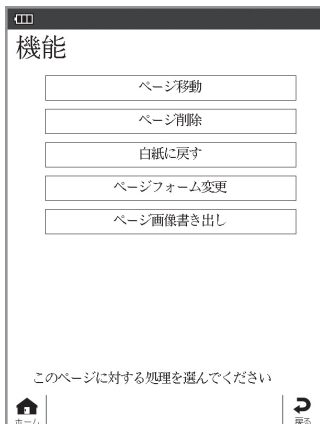 機能
ページ移動
ページ削除
白紙に戻す
ページフォーム変更
ページ画像書き出し
このページに対する処理を選んでください
ホーム
戻る